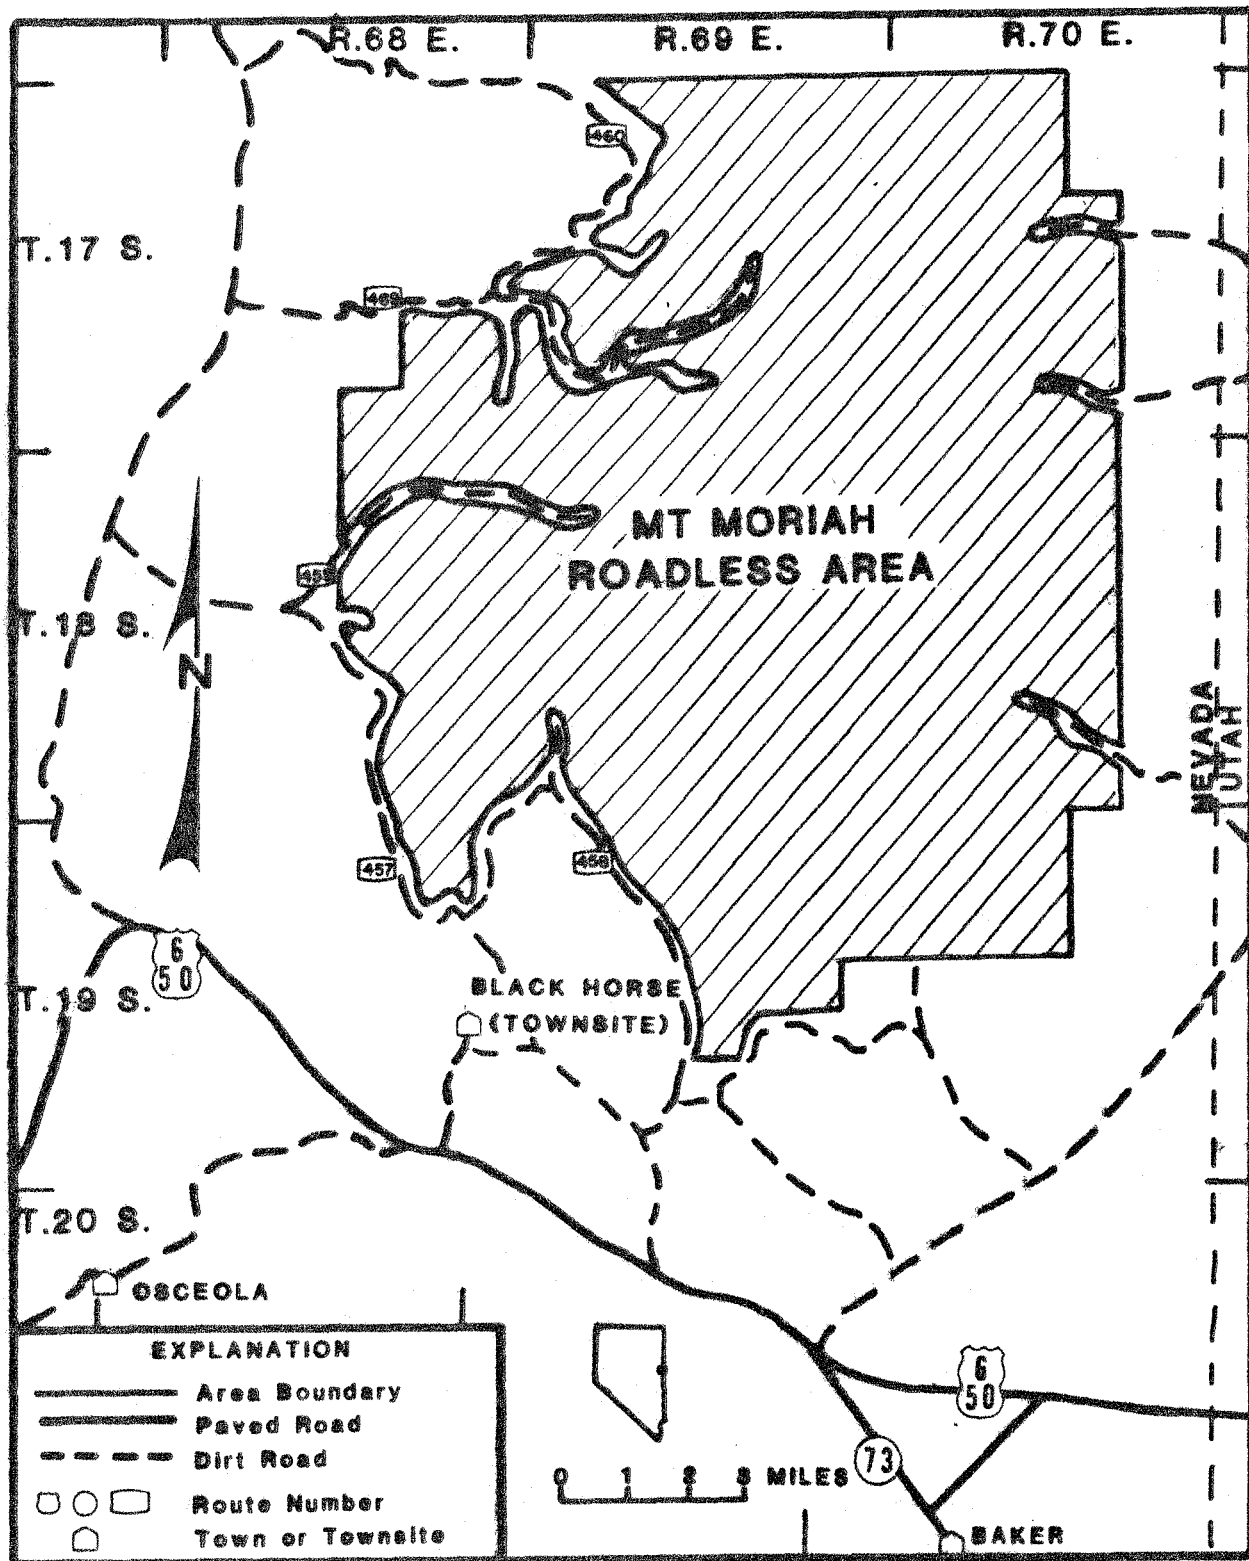 R.68 E. R.69 E. R.70 E.
460
T.17 S.
469
MT MORIAH
ROADLESS AREA
T.18 S.
N
NEVADA
UTAH
457
458
6
50
T.19 S.
BLACK HORSE
(TOWNSITE)
T.20 S.
OSCEOLA
EXPLANATION
Area Boundary
Paved Road
Dirt Road
Route Number
Town or Townsite
0 1 2 3 MILES
6
50
73
BAKER